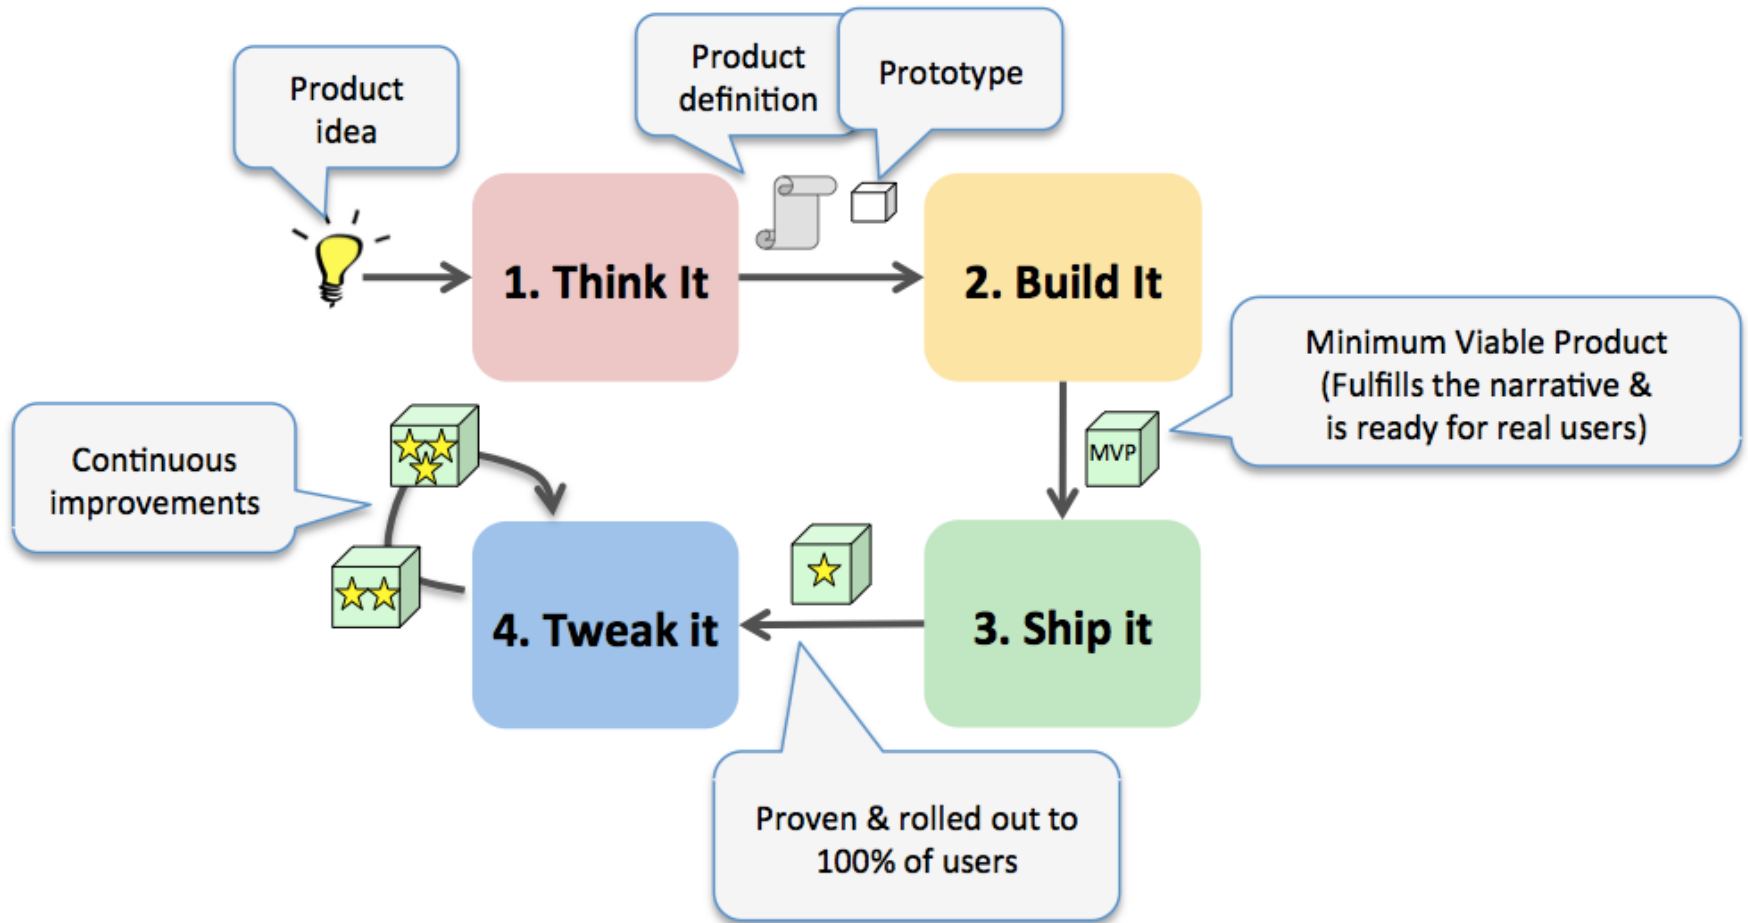 Product
idea
Product
definition
Prototype
1. Think It
2. Build It
Minimum Viable Product
(Fulfills the narrative &
is ready for real users)
MVP
Continuous
improvements
4. Tweak it
3. Ship it
Proven & rolled out to
100% of users